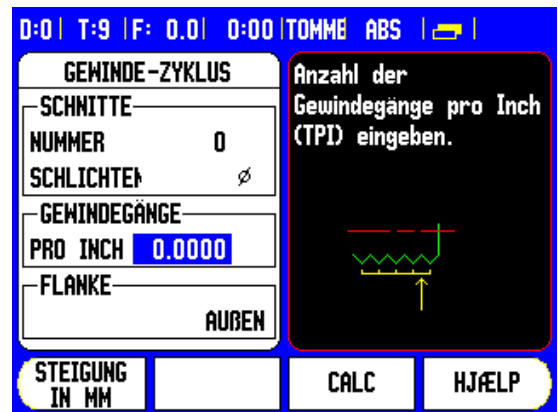 D:0 | T:9 | F: 0.0 | 0:00 | TOMME ABS
GEWINDE-ZYKLUS
SCHNITTE
NUMMER 0
SCHLICHTEN ø
GEWINDEGÄNGE
PRO INCH 0.0000
FLANKE
AUßEN
Anzahl der
Gewindegänge pro Inch
(TPI) eingeben.
STEIGUNG
IN MM
CALC
HJÆLP